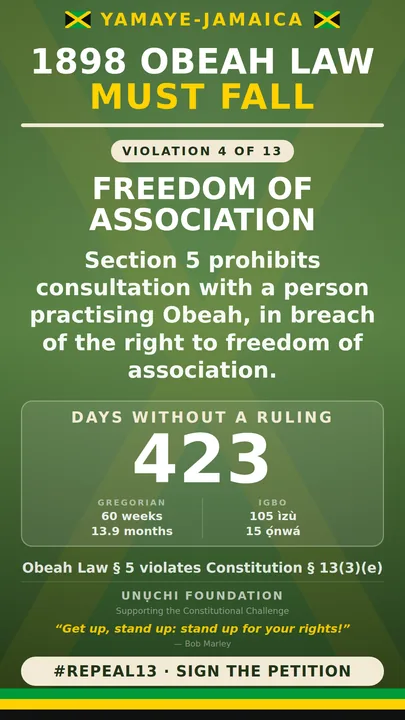 YAMAYE-JAMAICA
1898 OBEAH LAW
MUST FALL
VIOLATION 4 OF 13
FREEDOM OF
ASSOCIATION
Section 5 prohibits
consultation with a person
practising Obeah, in breach
of the right to freedom of
association.
DAYS WITHOUT A RULING
423
GREGORIAN
60 weeks
13.9 months
IGBO
105 ìzù
15 ọ́nwá
Obeah Law § 5 violates Constitution § 13(3)(e)
UNỤCHI FOUNDATION
Supporting the Constitutional Challenge
“Get up, stand up: stand up for your rights!”
— Bob Marley
#REPEAL13 · SIGN THE PETITION